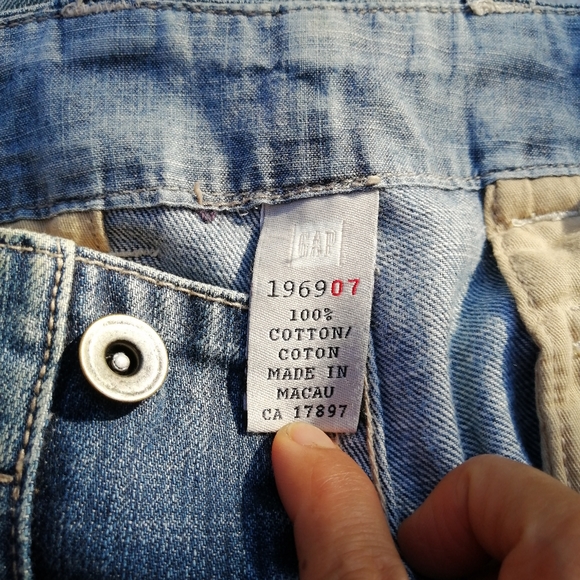 GAP
196907
100%
COTTON/
COTON
MADE IN
MACAU
CA 17897